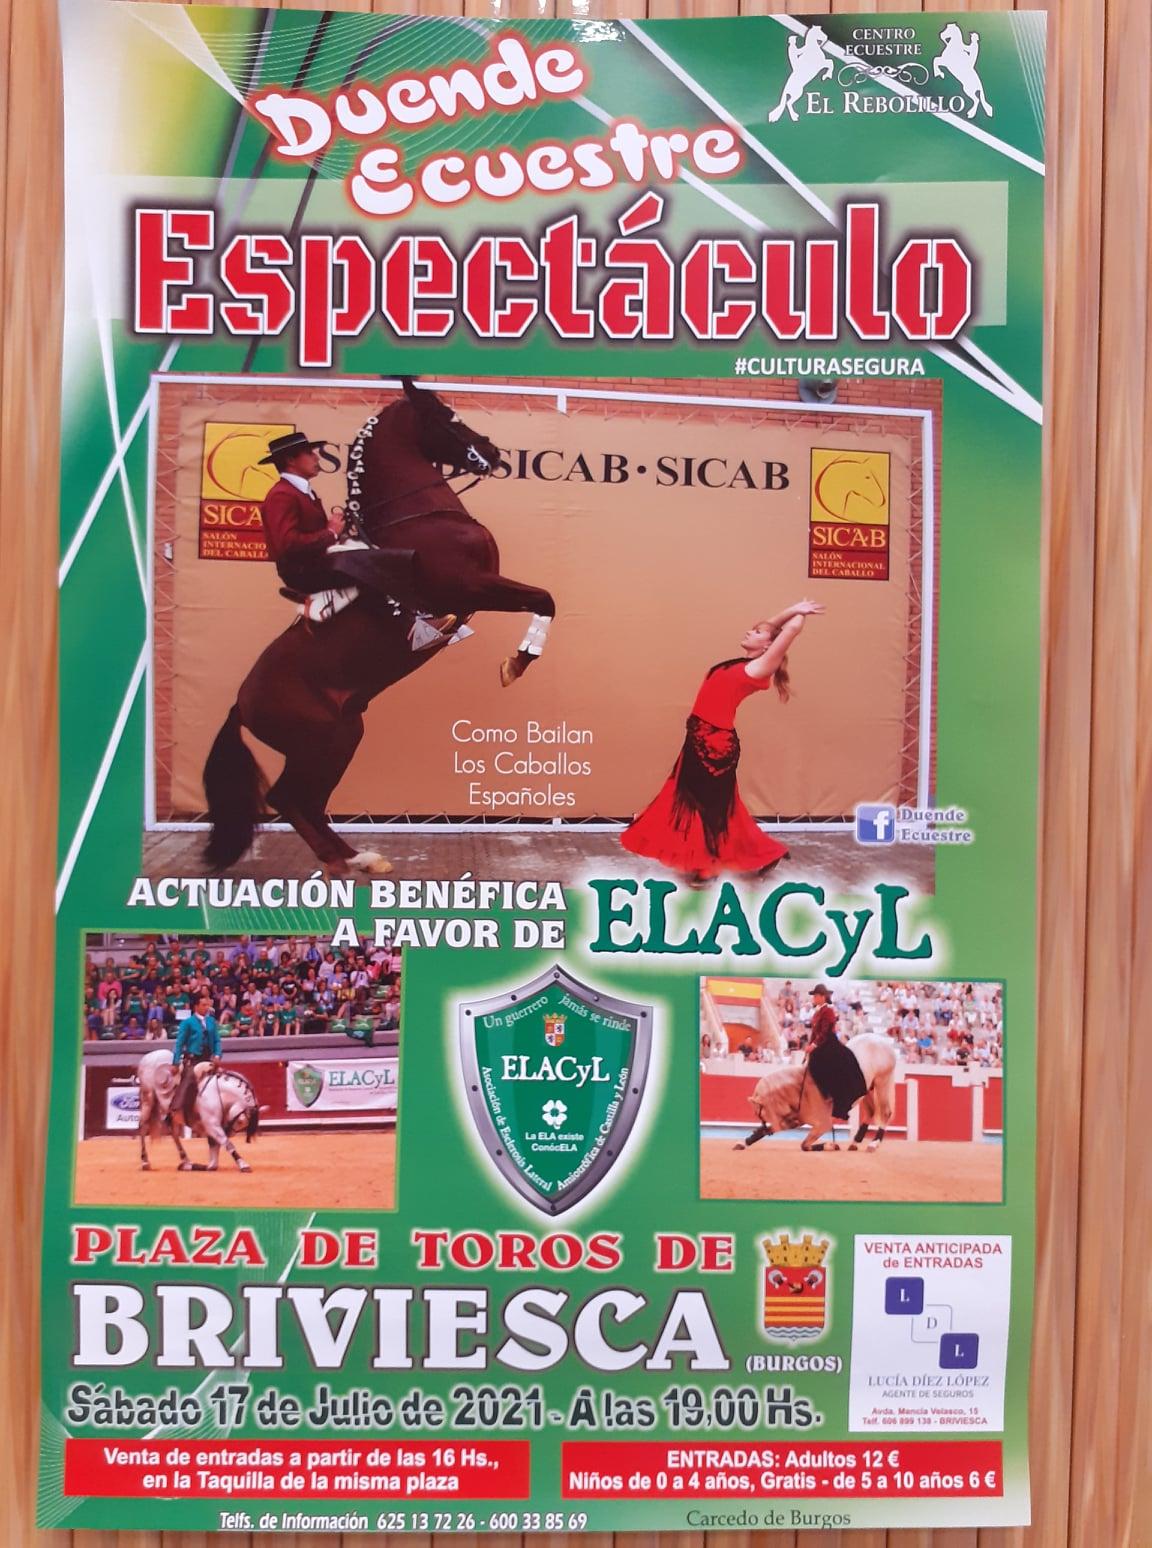 CENTRO
ECUESTRE
EL REBOLILLO
Duende
Ecuestre
Espectáculo
#CULTURASEGURA
SICAB • SICAB
SICA
SALÓN
INTERNACIO
DEL CABALL
SICAB
SALÓN
INTERNACIONAL
DEL CABALLO
Como Bailan
Los Caballos
Españoles
f Duende
Ecuestre
ACTUACIÓN BENÉFICA
A FAVOR DE
ELACyL
Un guerrero Jamás se rinde
ELACyL
La ELA existe
ConócELA
Asociación de Esclerosis Lateral Amiotrófica de Castilla y León
ELACyL
Ford
Auto
PLAZA DE TOROS DE
BRIVIESCA
(BURGOS)
Sábado 17 de Julio de 2021 - A las 19,00 Hs.
VENTA ANTICIPADA
de ENTRADAS
L
D
L
LUCÍA DÍEZ LÓPEZ
AGENTE DE SEGUROS
Avda. Mencía Velasco, 15
Telf. 606 899 138 - BRIVIESCA
Venta de entradas a partir de las 16 Hs.,
en la Taquilla de la misma plaza
ENTRADAS: Adultos 12 €
Niños de 0 a 4 años, Gratis - de 5 a 10 años 6 €
Telfs. de Información 625 13 72 26 - 600 33 85 69
Carcedo de Burgos